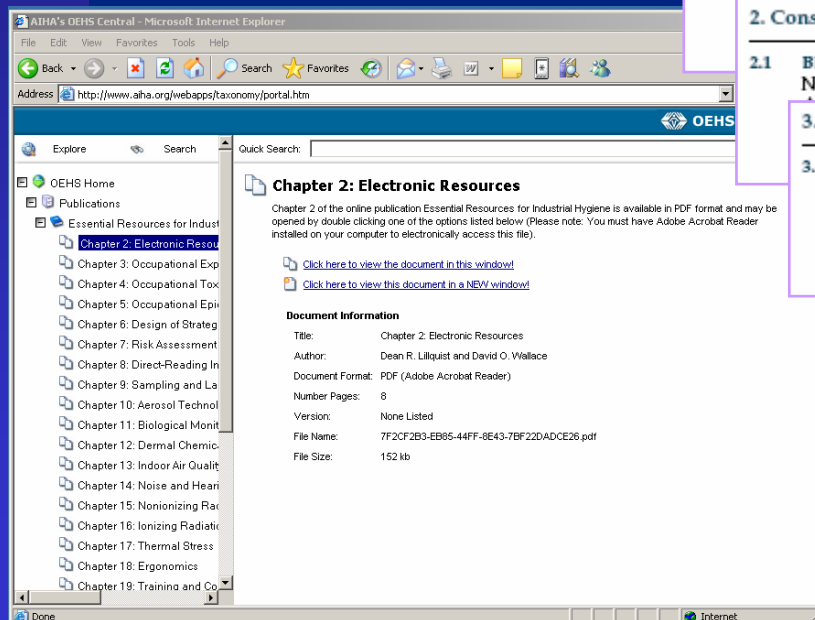 AIHA's OEHS Central - Microsoft Internet Explorer
File Edit View Favorites Tools Help
Back Search Favorites
Address http://www.aiha.org/webapps/taxonomy/portal.htm
OEHS
Explore Search Quick Search:
OEHS Home
Publications
Essential Resources for Indust
Chapter 2: Electronic Resou
Chapter 3: Occupational Exp
Chapter 4: Occupational Tox
Chapter 5: Occupational Epi
Chapter 6: Design of Strateg
Chapter 7: Risk Assessment
Chapter 8: Direct-Reading In
Chapter 9: Sampling and La
Chapter 10: Aerosol Technol
Chapter 11: Biological Monit
Chapter 12: Dermal Chemic
Chapter 13: Indoor Air Qualit
Chapter 14: Noise and Heari
Chapter 15: Nonionizing Rad
Chapter 16: Ionizing Radiatio
Chapter 17: Thermal Stress
Chapter 18: Ergonomics
Chapter 19: Training and Co
Chapter 2: Electronic Resources
Chapter 2 of the online publication Essential Resources for Industrial Hygiene is available in PDF format and may be
opened by double clicking one of the options listed below (Please note: You must have Adobe Acrobat Reader
installed on your computer to electronically access this file).
Click here to view the document in this window!
Click here to view this document in a NEW window!
Document Information
Title: Chapter 2: Electronic Resources
Author: Dean R. Lillquist and David O. Wallace
Document Format: PDF (Adobe Acrobat Reader)
Number Pages: 8
Version: None Listed
File Name: 7F2CF2B3-EB85-44FF-8E43-7BF22DADCE26.pdf
File Size: 152 kb
Done Internet
2. Cons
2.1 B
N
3.
3.